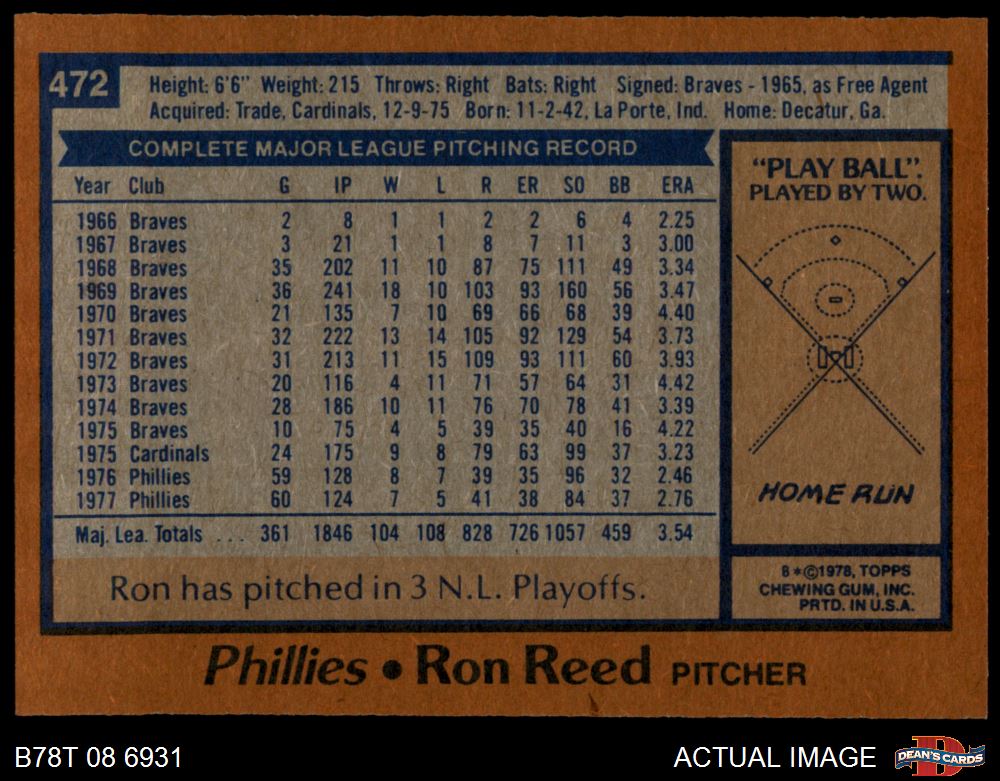 472
Height: 6'6" Weight: 215 Throws: Right Bats: Right Signed: Braves - 1965, as Free Agent
Acquired: Trade, Cardinals, 12-9-75 Born: 11-2-42, La Porte, Ind. Home: Decatur, Ga.
COMPLETE MAJOR LEAGUE PITCHING RECORD
Year Club G IP W L R ER SO BB ERA
1966 Braves 2 8 1 1 2 2 6 4 2.25
1967 Braves 3 21 1 1 8 7 11 3 3.00
1968 Braves 35 202 11 10 87 75 111 49 3.34
1969 Braves 36 241 18 10 103 93 160 56 3.47
1970 Braves 21 135 7 10 69 66 68 39 4.40
1971 Braves 32 222 13 14 105 92 129 54 3.73
1972 Braves 31 213 11 15 109 93 111 60 3.93
1973 Braves 20 116 4 11 71 57 64 31 4.42
1974 Braves 28 186 10 11 76 70 78 41 3.39
1975 Braves 10 75 4 5 39 35 40 16 4.22
1975 Cardinals 24 175 9 8 79 63 99 37 3.23
1976 Phillies 59 128 8 7 39 35 96 32 2.46
1977 Phillies 60 124 7 5 41 38 84 37 2.76
Maj. Lea. Totals ... 361 1846 104 108 828 726 1057 459 3.54
Ron has pitched in 3 N.L. Playoffs.
"PLAY BALL".
PLAYED BY TWO.
HOME RUN
B*©1978, TOPPS
CHEWING GUM, INC.
PRTD. IN U.S.A.
Phillies • Ron Reed PITCHER
B78T 08 6931
ACTUAL IMAGE
D
DEAN'S CARDS